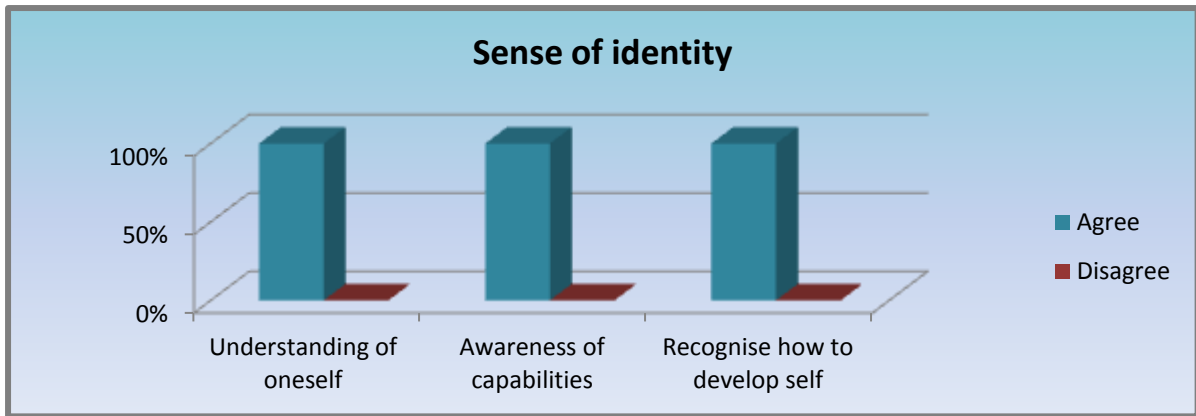 Sense of identity
100%
50%
0%
Understanding of
oneself
Awareness of
capabilities
Recognise how to
develop self
Agree
Disagree